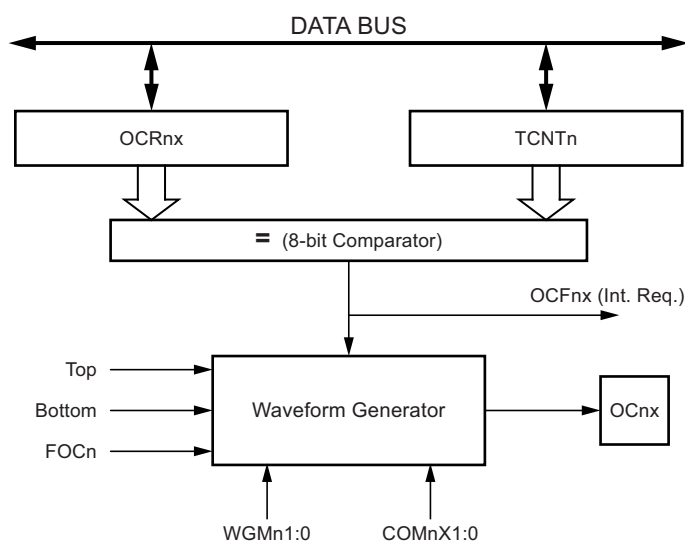 DATA BUS
OCRnx
TCNTn
= (8-bit Comparator)
OCFnx (Int. Req.)
Top
Bottom
FOCn
Waveform Generator
OCnx
WGMn1:0
COMnX1:0